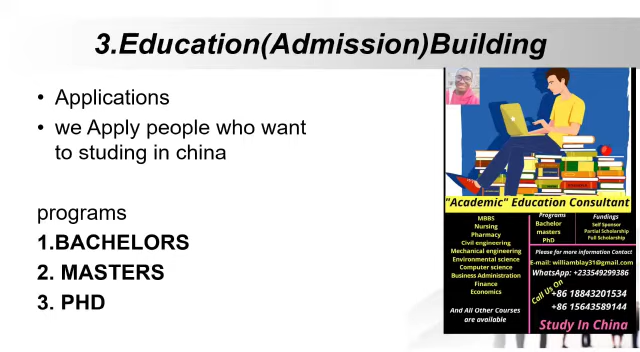 3.Education(Admission)Building
• Applications
• we Apply people who want
to studing in china
programs
1.BACHELORS
2. MASTERS
3. PHD
"Academic" Education Consultant
MBBS
Nursing
Pharmacy
Civil engineering
Mechanical engineering
Environmental science
Computer science
Business Administration
Finance
Economics
And All Other Courses
are available
Programs
Bachelor
masters
PhD
Fundings
Self Sponsor
Partial Scholarship
Full Scholarship
Please for more information Contact
E-mail: williamblay31@gmail.com
WhatsApp: +233549299386
Call Us On
+86 18843201534
+86 15643589144
Study In China